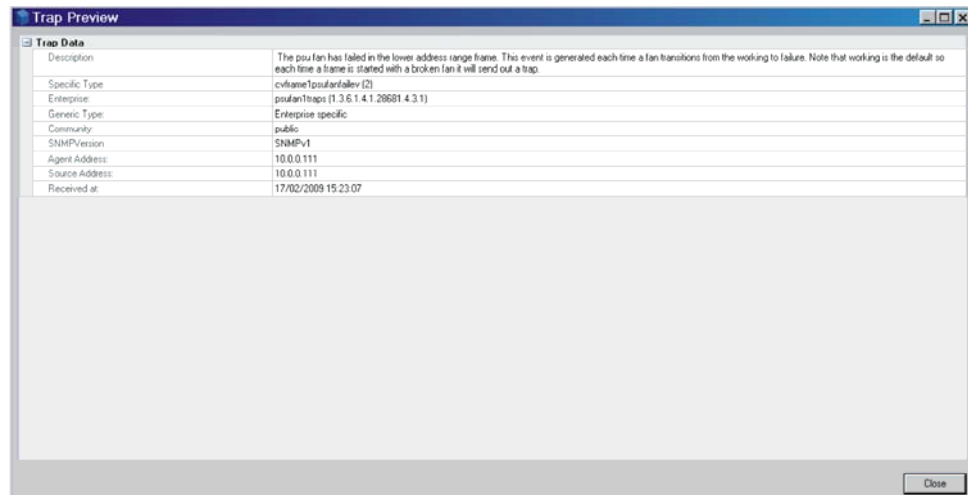 Trap Preview
Trap Data
Description The psu fan has failed in the lower address range frame. This event is generated each time a fan transitions from the working to failure. Note that working is the default so
each time a frame is started with a broken fan it will send out a trap.
Specific Type cvframe1psufanfailev (2)
Enterprise: psufan1traps (1.3.6.1.4.1.28681.4.3.1)
Generic Type: Enterprise specific
Community: public
SNMPVersion SNMPv1
Agent Address: 10.0.0.111
Source Address: 10.0.0.111
Received at: 17/02/2009 15:23:07
Close